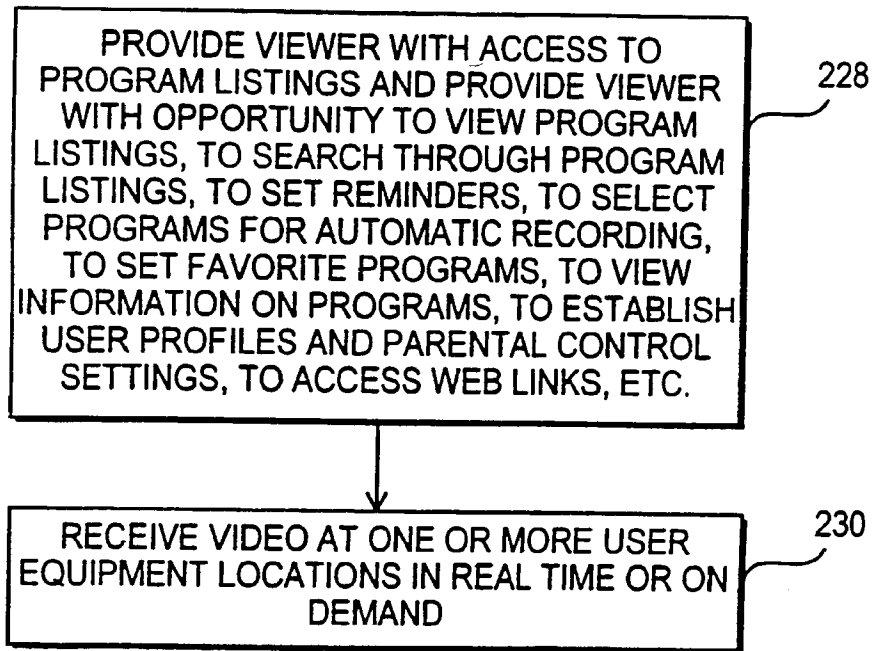 PROVIDE VIEWER WITH ACCESS TO
PROGRAM LISTINGS AND PROVIDE VIEWER
WITH OPPORTUNITY TO VIEW PROGRAM
LISTINGS, TO SEARCH THROUGH PROGRAM
LISTINGS, TO SET REMINDERS, TO SELECT
PROGRAMS FOR AUTOMATIC RECORDING,
TO SET FAVORITE PROGRAMS, TO VIEW
INFORMATION ON PROGRAMS, TO ESTABLISH
USER PROFILES AND PARENTAL CONTROL
SETTINGS, TO ACCESS WEB LINKS, ETC.
228
RECEIVE VIDEO AT ONE OR MORE USER
EQUIPMENT LOCATIONS IN REAL TIME OR ON
DEMAND
230